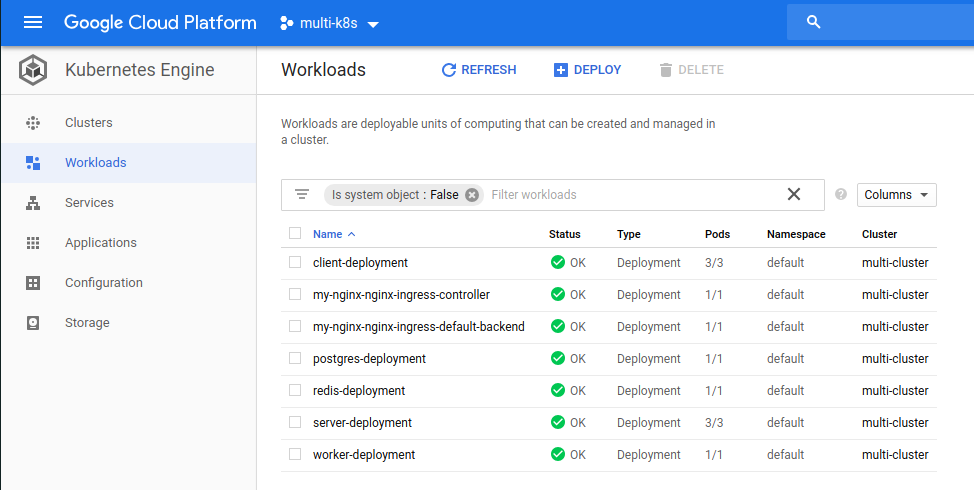 Google Cloud Platform multi-k8s
Kubernetes Engine
Workloads REFRESH DEPLOY DELETE
Clusters
Workloads
Services
Applications
Configuration
Storage
Workloads are deployable units of computing that can be created and managed in
a cluster.
Is system object : False Filter workloads Columns
Name Status Type Pods Namespace Cluster
client-deployment OK Deployment 3/3 default multi-cluster
my-nginx-nginx-ingress-controller OK Deployment 1/1 default multi-cluster
my-nginx-nginx-ingress-default-backend OK Deployment 1/1 default multi-cluster
postgres-deployment OK Deployment 1/1 default multi-cluster
redis-deployment OK Deployment 1/1 default multi-cluster
server-deployment OK Deployment 3/3 default multi-cluster
worker-deployment OK Deployment 1/1 default multi-cluster